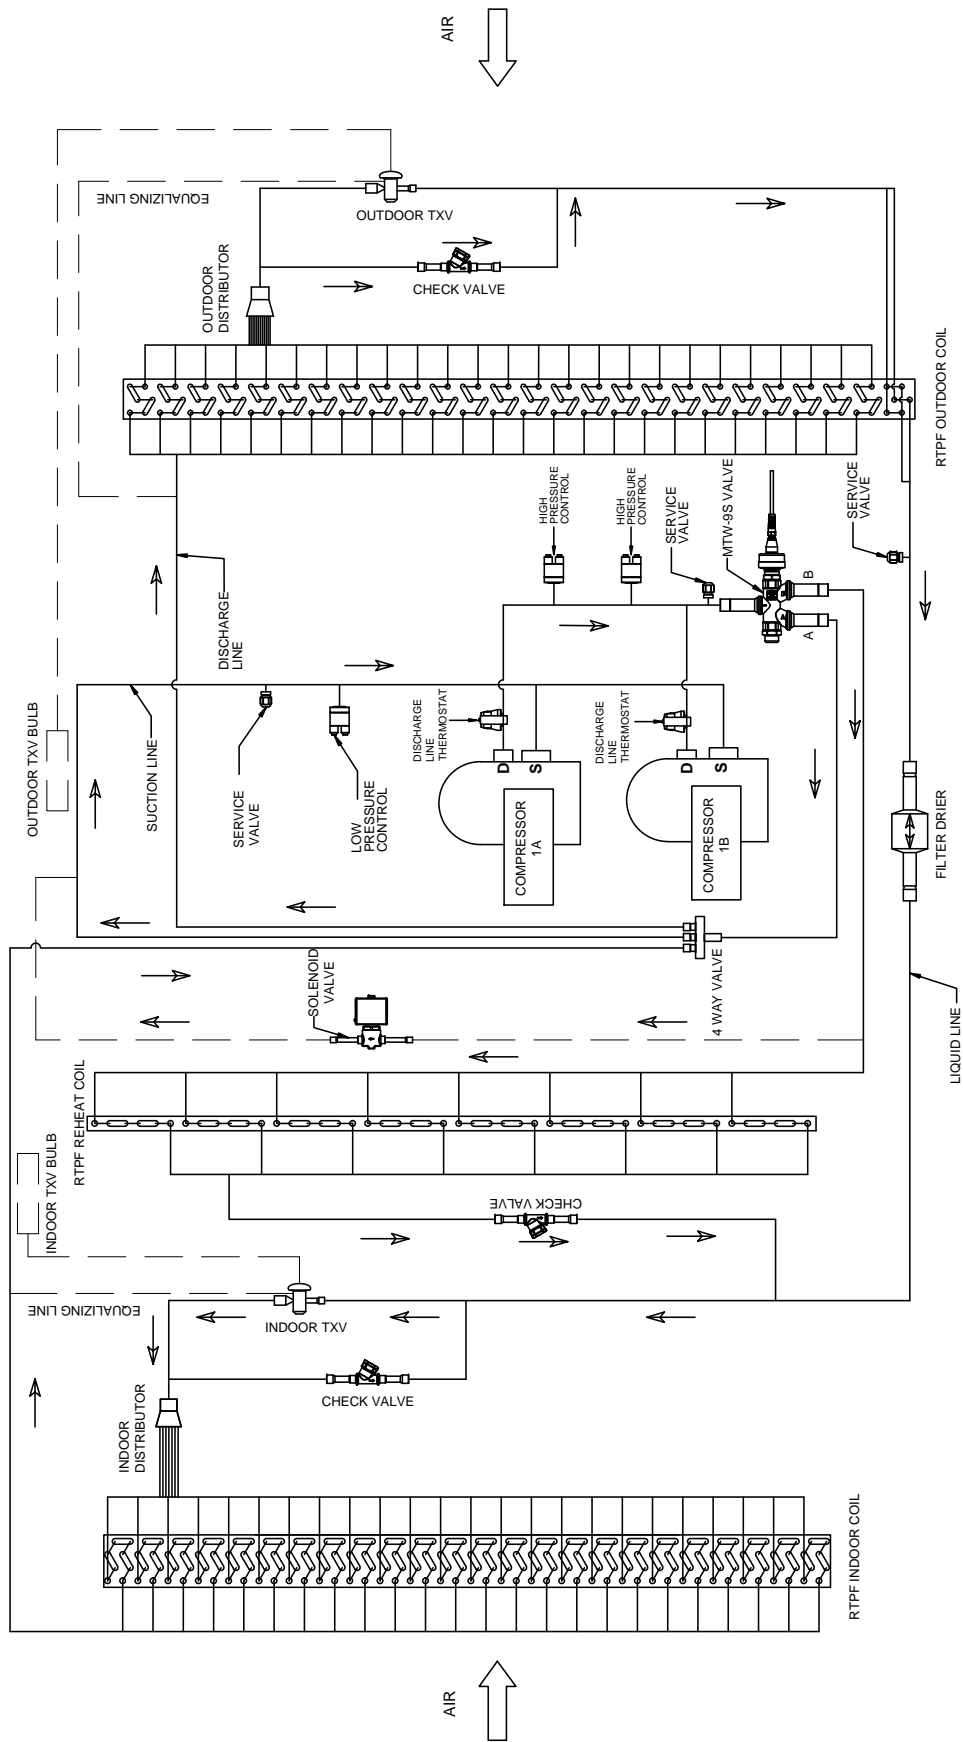 AIR
EQUALIZING LINE
OUTDOOR TXV
CHECK VALVE
OUTDOOR
DISTRIBUTOR
RTPF OUTDOOR COIL
HIGH
PRESSURE
CONTROL
HIGH
PRESSURE
CONTROL
SERVICE
VALVE
MTW-9S VALVE
SERVICE
VALVE
A
B
DISCHARGE
LINE
OUTDOOR TXV BULB
SUCTION LINE
SERVICE
VALVE
LOW
PRESSURE
CONTROL
DISCHARGE
LINE
THERMOSTAT
DISCHARGE
LINE
THERMOSTAT
D
S
COMPRESSOR
1A
D
S
COMPRESSOR
1B
FILTER DRIER
SOLENOID
VALVE
4 WAY VALVE
LIQUID LINE
RTPF REHEAT COIL
INDOOR TXV BULB
CHECK VALVE
EQUALIZING LINE
INDOOR TXV
CHECK VALVE
INDOOR
DISTRIBUTOR
RTPF INDOOR COIL
AIR